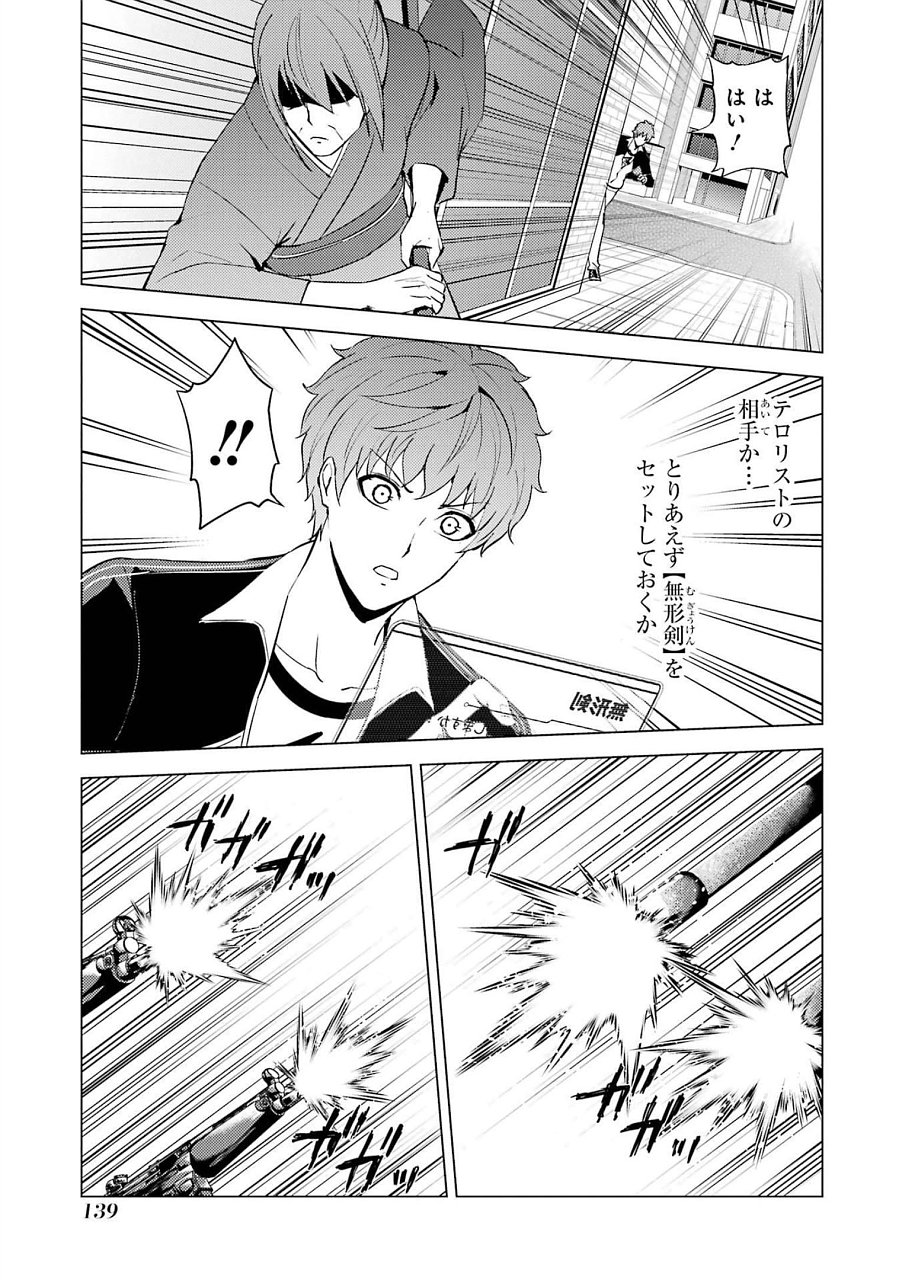 は
はい！
テロリストの
相手か…
とりあえず【無形剣】を
セットしておくか
！！
ガ
ガガガッ
ガガガッ
ガ
139